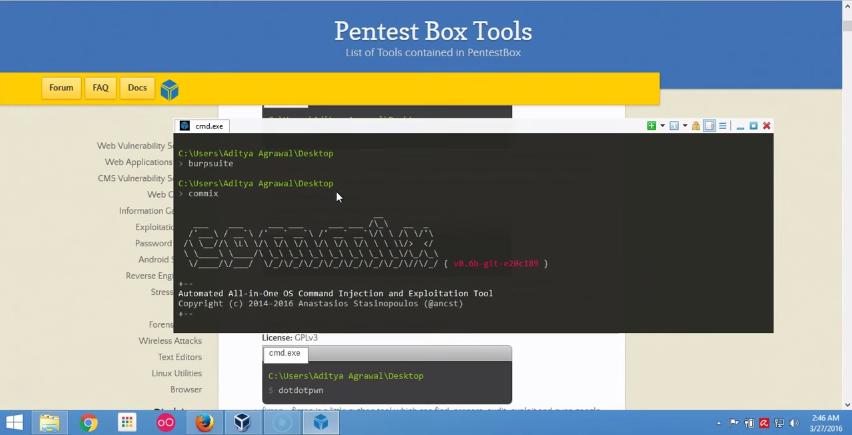 Pentest Box Tools
List of Tools contained in PentestBox
Forum FAQ Docs
cmd.exe
C:\Users\Aditya Agrawal\Desktop
> burpsuite
C:\Users\Aditya Agrawal\Desktop
> commix
{ v0.6b-git-e20c189 }
+--
Automated All-in-One OS Command Injection and Exploitation Tool
Copyright (c) 2014-2016 Anastasios Stasinopoulos (@ancst)
+--
Web Vulnerability Sc
Web Applications
CMS Vulnerability S
Web
Information Ga
Exploitati
Password
Android S
Reverse Engi
Stres
Forens
Wireless Attacks
Text Editors
Linux Utilities
Browser
License: GPLv3
cmd.exe
C:\Users\Aditya Agrawal\Desktop
$ dotdotpwn
2:46 AM
3/27/2016